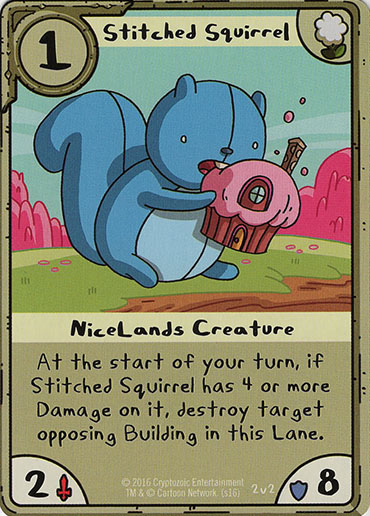 1
Stitched Squirrel
NiceLands Creature
At the start of your turn, if
Stitched Squirrel has 4 or more
Damage on it, destroy target
opposing Building in this Lane.
2
© 2016 Cryptozoic Entertainment
TM & © Cartoon Network. (s16)
2v2
8